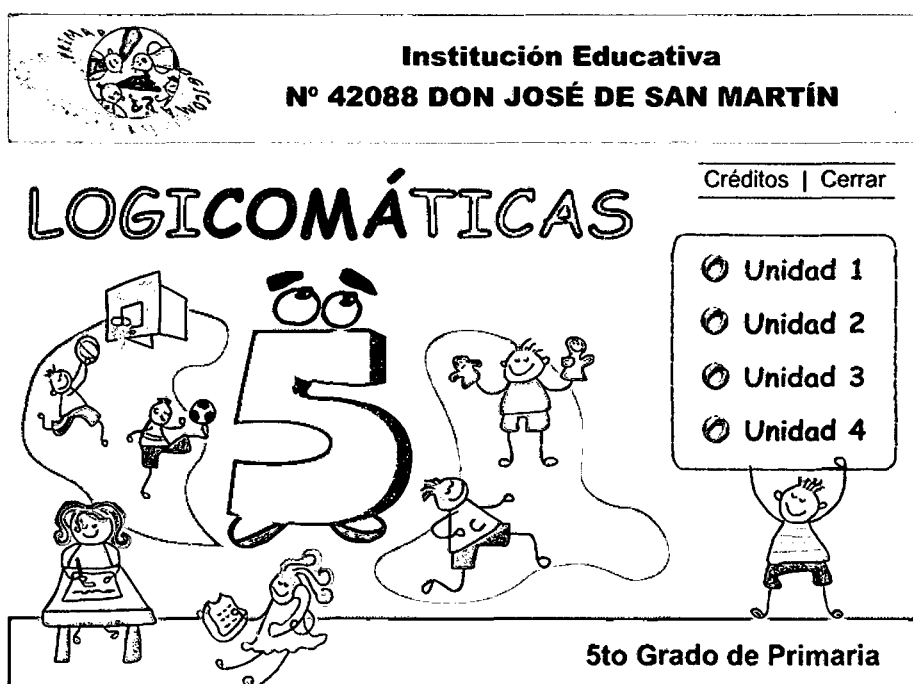 Institución Educativa
Nº 42088 DON JOSÉ DE SAN MARTÍN
Créditos | Cerrar
LOGICOMÁTICAS
Unidad 1
Unidad 2
Unidad 3
Unidad 4
5
C
5to Grado de Primaria